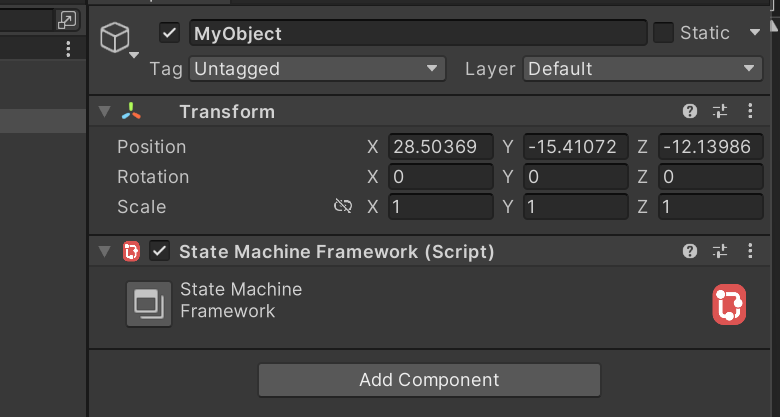 MyObject
Static
Tag Untagged Layer Default
Transform
Position X 28.50369 Y -15.41072 Z -12.13986
Rotation X 0 Y 0 Z 0
Scale X 1 Y 1 Z 1
State Machine Framework (Script)
State Machine
Framework
Add Component